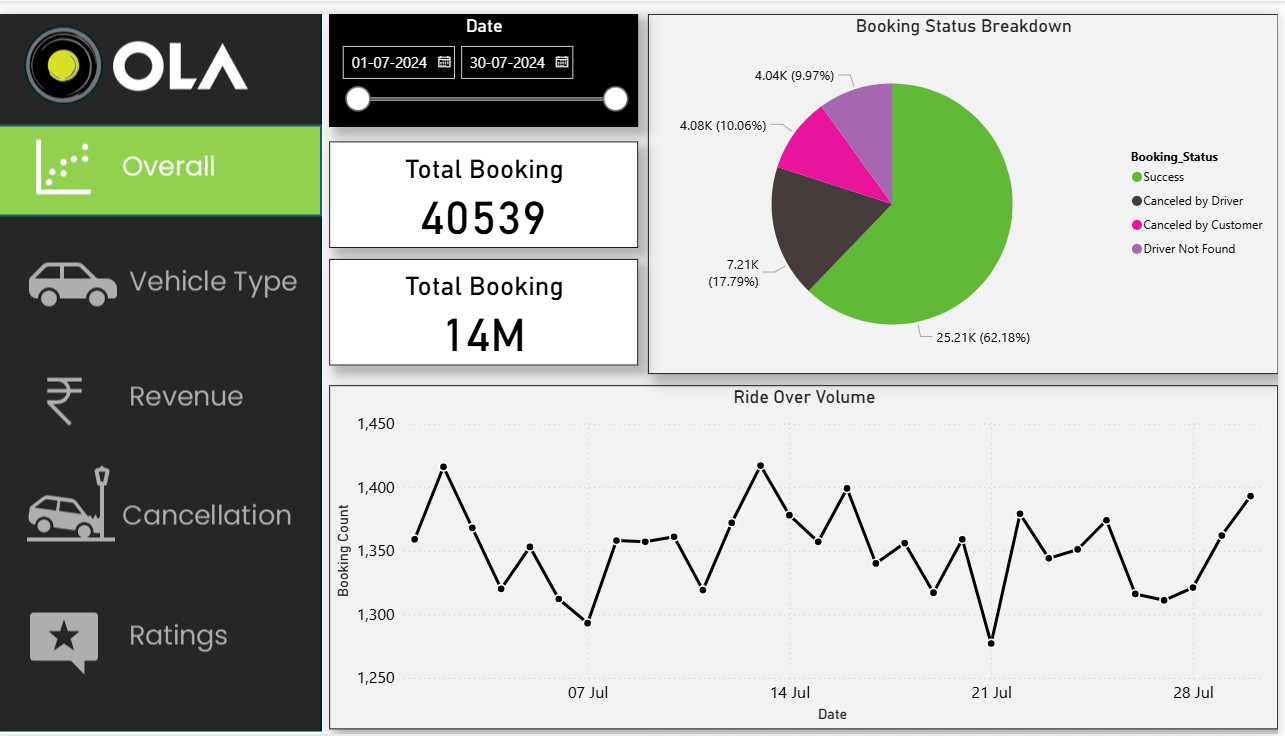 OLA
Overall
Vehicle Type
Revenue
Cancellation
Ratings
Date
01-07-2024 30-07-2024
Total Booking
40539
Total Booking
14M
Booking Status Breakdown
4.04K (9.97%)
4.08K (10.06%)
7.21K
(17.79%)
25.21K (62.18%)
Booking_Status
Success
Canceled by Driver
Canceled by Customer
Driver Not Found
Ride Over Volume
Booking Count
1,450
1,400
1,350
1,300
1,250
07 Jul 14 Jul 21 Jul 28 Jul
Date